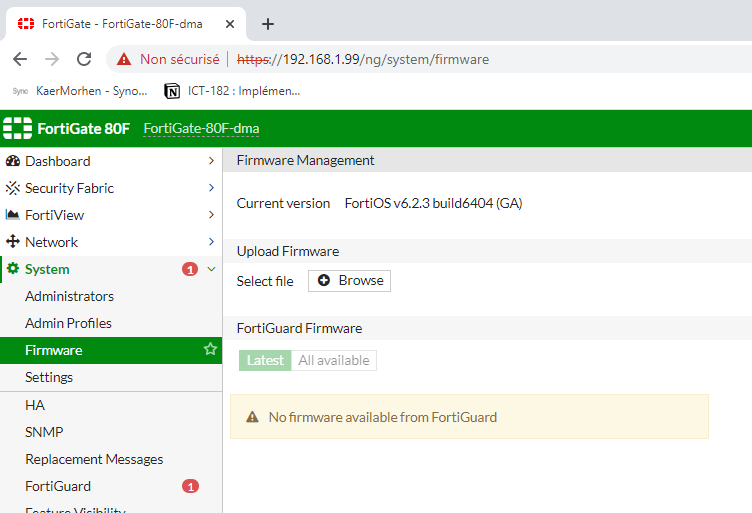 FortiGate - FortiGate-80F-dma
Non sécurisé https://192.168.1.99/ng/system/firmware
Syno KaerMorhen - Syno... ICT-182 : Implémen...
FortiGate 80F FortiGate-80F-dma
Dashboard
Security Fabric
FortiView
Network
System 1
Administrators
Admin Profiles
Firmware
Settings
HA
SNMP
Replacement Messages
FortiGuard 1
Feature Visibility
Firmware Management
Current version FortiOS v6.2.3 build6404 (GA)
Upload Firmware
Select file Browse
FortiGuard Firmware
Latest All available
No firmware available from FortiGuard